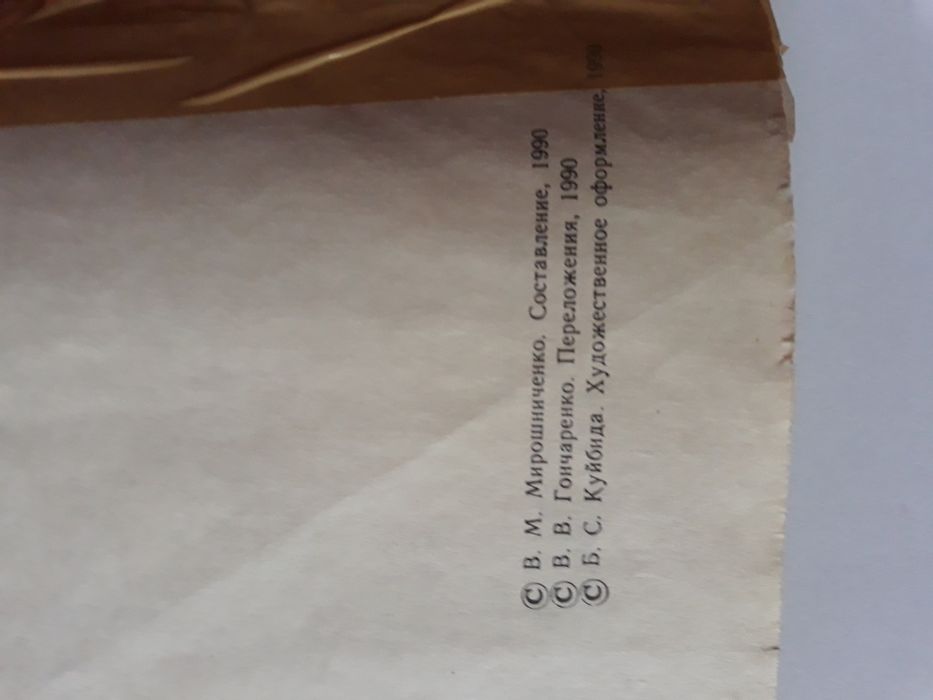 © В. М. Мирошниченко. Составление, 1990
© В. В. Гончаренко. Переложения, 1990
© Б. С. Куйбида. Художественное оформление, 1990